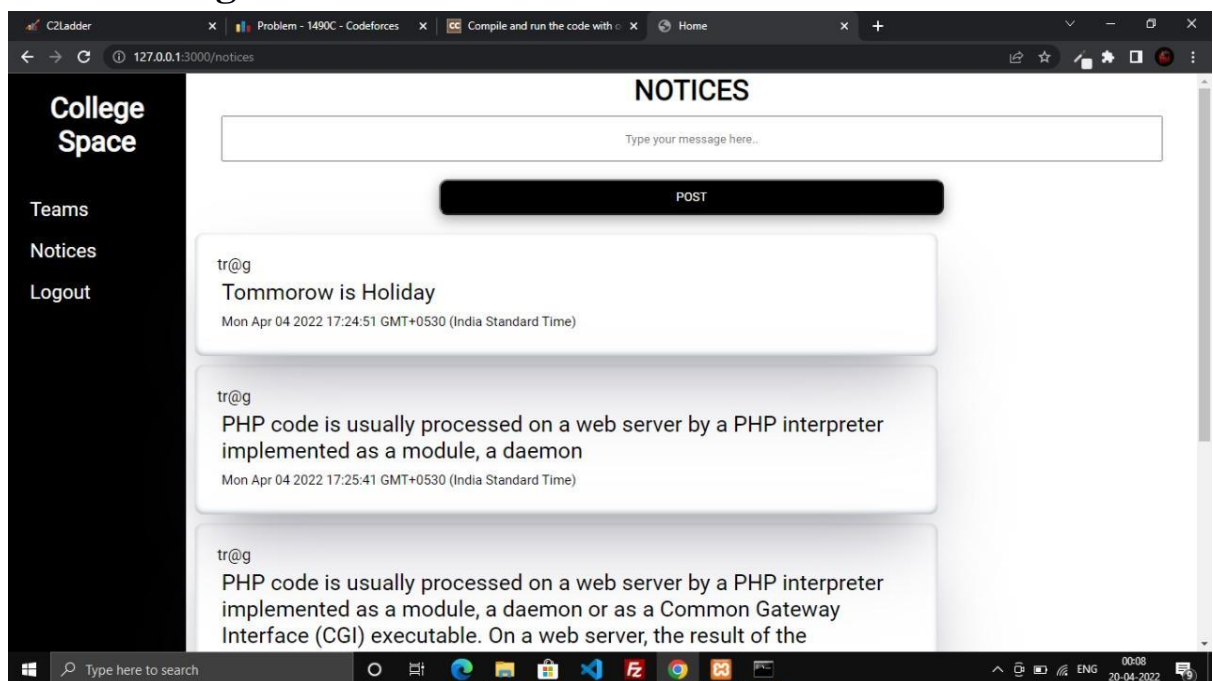 C2Ladder
Problem - 1490C - Codeforces
CC Compile and run the code with
Home
127.0.0.1:3000/notices
College
Space
Teams
Notices
Logout
NOTICES
Type your message here..
POST
tr@g
Tommorow is Holiday
Mon Apr 04 2022 17:24:51 GMT+0530 (India Standard Time)
tr@g
PHP code is usually processed on a web server by a PHP interpreter
implemented as a module, a daemon
Mon Apr 04 2022 17:25:41 GMT+0530 (India Standard Time)
tr@g
PHP code is usually processed on a web server by a PHP interpreter
implemented as a module, a daemon or as a Common Gateway
Interface (CGI) executable. On a web server, the result of the
Type here to search
ENG
00:08
20-04-2022